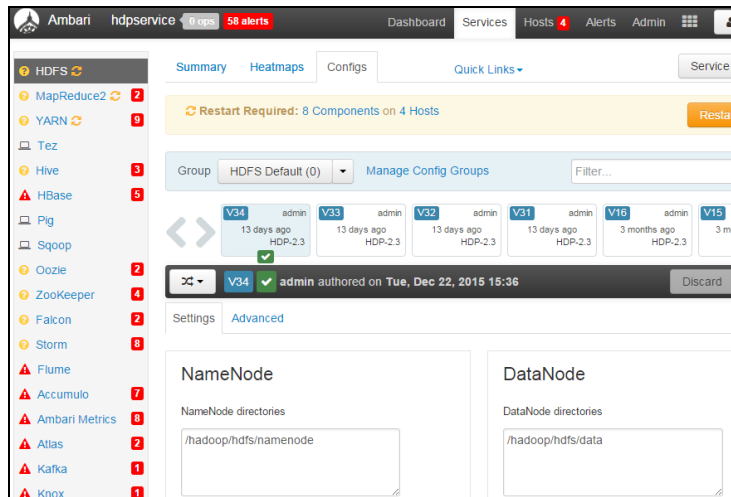 Ambari hdpservice 0 ops 58 alerts Dashboard Services Hosts 4 Alerts Admin
HDFS
MapReduce2 2
YARN 9
Tez
Hive 3
HBase 5
Pig
Sqoop
Oozie 2
ZooKeeper 4
Falcon 2
Storm 8
Flume
Accumulo 7
Ambari Metrics 8
Atlas 2
Kafka 1
Knox 1
Summary Heatmaps Configs Quick Links Service
Restart Required: 8 Components on 4 Hosts Resta
Group HDFS Default (0) Manage Config Groups Filter...
V34 admin V33 admin V32 admin V31 admin V16 admin V15
13 days ago 13 days ago 13 days ago 13 days ago 3 months ago 3 m
HDP-2.3 HDP-2.3 HDP-2.3 HDP-2.3 HDP-2.3
V34 admin authored on Tue, Dec 22, 2015 15:36 Discard
Settings Advanced
NameNode DataNode
NameNode directories DataNode directories
/hadoop/hdfs/namenode /hadoop/hdfs/data